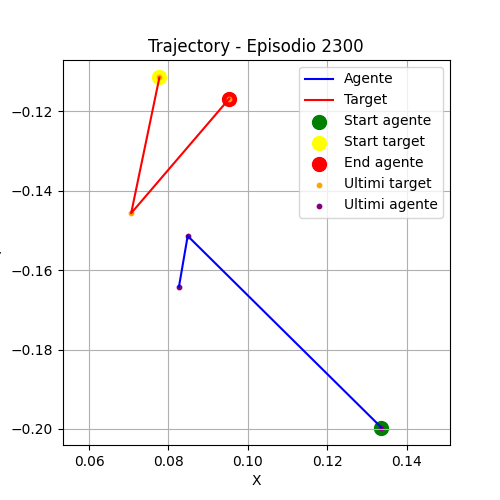 Trajectory - Episodio 2300
Agente
Target
Start agente
Start target
End agente
Ultimi target
Ultimi agente
−0.12
−0.14
−0.16
−0.18
−0.20
0.06 0.08 0.10 0.12 0.14
X